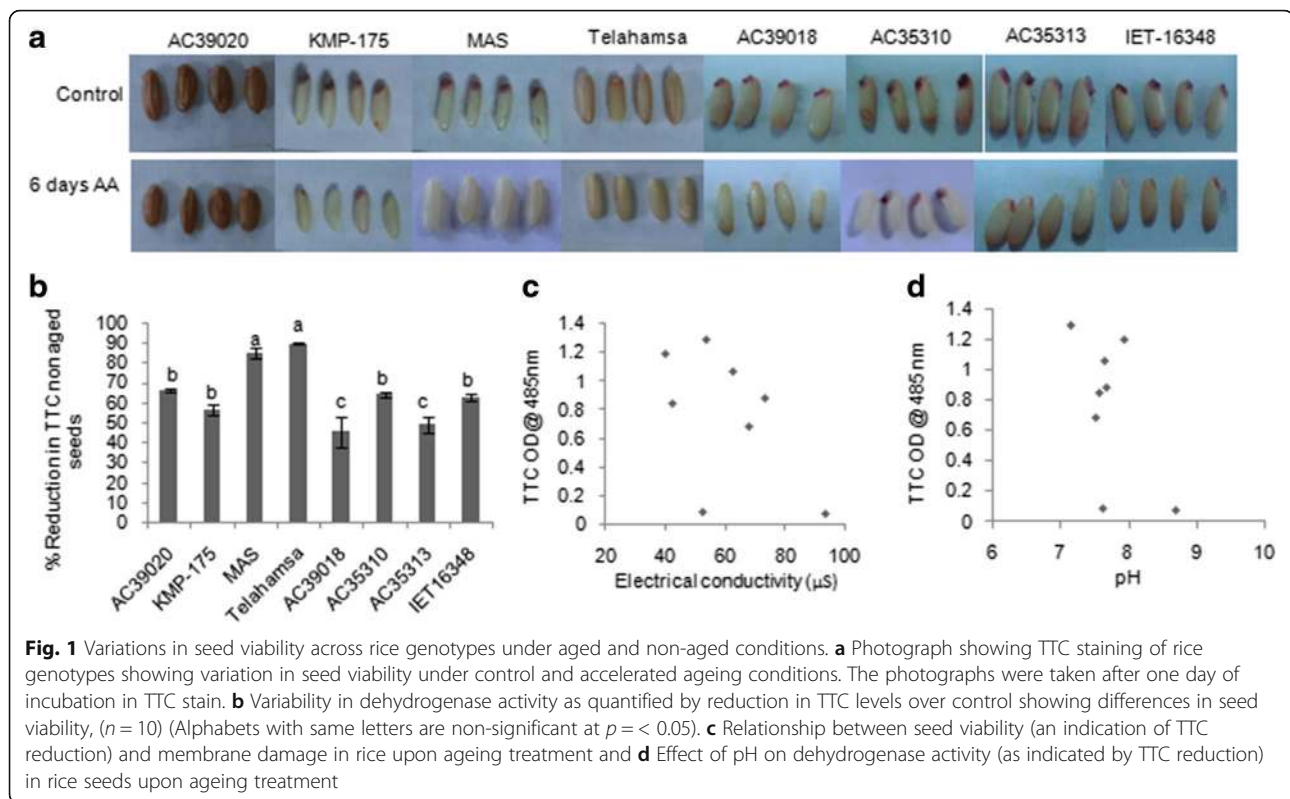 a
AC39020 KMP-175 MAS Telahamsa AC39018 AC35310 AC35313 IET-16348
Control
6 days AA
b
% Reduction in TTC non aged
seeds
100
90
80
70
60
50
40
30
20
10
0
b b a a c b c b
AC39020 KMP-175 MAS Telahamsa AC39018 AC35310 AC35313 IET16348
c
TTC OD@ 485nm
1.4
1.2
1
0.8
0.6
0.4
0.2
0
20 40 60 80 100
Electrical conductivity (µS)
d
TTC OD @ 485nm
1.4
1.2
1
0.8
0.6
0.4
0.2
0
6 7 8 9 10
pH
Fig. 1 Variations in seed viability across rice genotypes under aged and non-aged conditions. a Photograph showing TTC staining of rice
genotypes showing variation in seed viability under control and accelerated ageing conditions. The photographs were taken after one day of
incubation in TTC stain. b Variability in dehydrogenase activity as quantified by reduction in TTC levels over control showing differences in seed
viability, (n = 10) (Alphabets with same letters are non-significant at p = < 0.05). c Relationship between seed viability (an indication of TTC
reduction) and membrane damage in rice upon ageing treatment and d Effect of pH on dehydrogenase activity (as indicated by TTC reduction)
in rice seeds upon ageing treatment